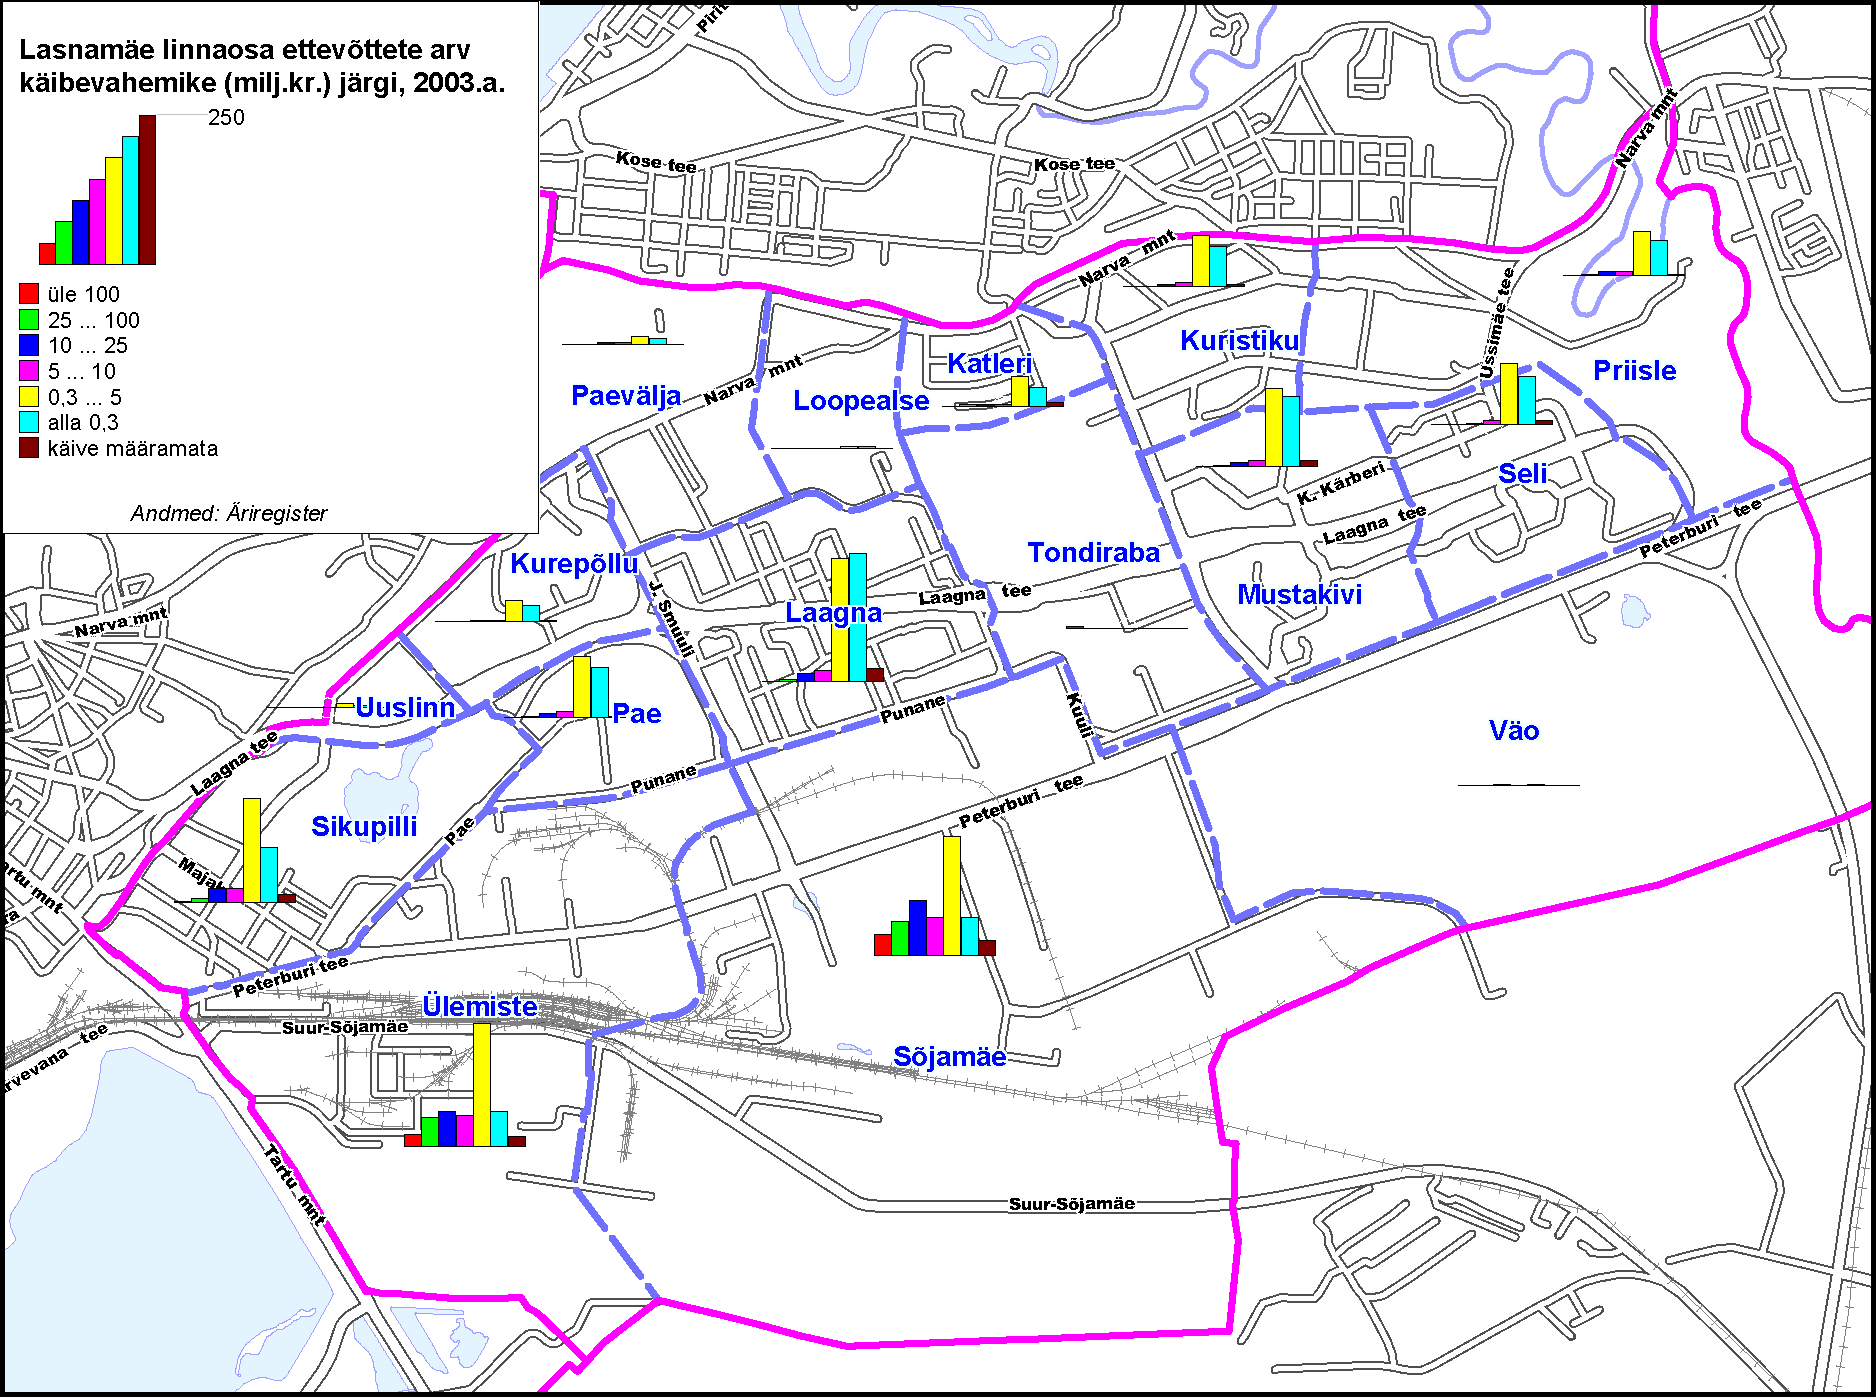 Lasnamäe linnaosa ettevõttete arv
käibevahemike (milj.kr.) järgi, 2003.a.
250
üle 100
25 ... 100
10 ... 25
5 ... 10
0,3 ... 5
alla 0,3
käive määramata
Andmed: Äriregister
Kose tee
Kose tee
Narva mnt
Narva mnt
Ussimäe tee
Kuristiku
Priisle
Katleri
Paevälja
Narva mnt
Loopealse
K. Kärberi
Seli
Laagna tee
Peterburi tee
Kurepõllu
Tondiraba
J. Smuuli
Laagna tee
Mustakivi
Laagna
Narva mnt
Uuslinn
Pae
Punane
Kuuli
Väo
Laagna tee
Punane
Peterburi tee
Sikupilli
Pae
Peterburi tee
Ülemiste
Suur-Sõjamäe
tee
Sõjamäe
Tartu mnt
Suur-Sõjamäe